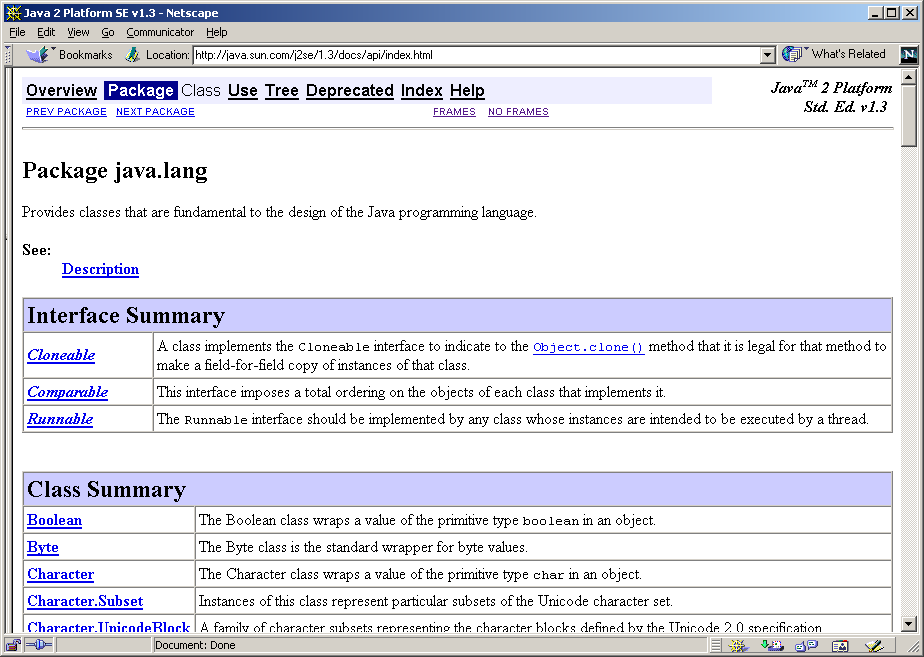 Java 2 Platform SE v1.3 - Netscape
File Edit View Go Communicator Help
Bookmarks Location: http://java.sun.com/j2se/1.3/docs/api/index.html What's Related N
Overview Package Class Use Tree Deprecated Index Help
Java™ 2 Platform
Std. Ed. v1.3
PREV PACKAGE NEXT PACKAGE FRAMES NO FRAMES
Package java.lang
Provides classes that are fundamental to the design of the Java programming language.
See:
Description
Interface Summary
Cloneable A class implements the Cloneable interface to indicate to the Object.clone() method that it is legal for that method to
make a field-for-field copy of instances of that class.
Comparable This interface imposes a total ordering on the objects of each class that implements it.
Runnable The Runnable interface should be implemented by any class whose instances are intended to be executed by a thread.
Class Summary
Boolean The Boolean class wraps a value of the primitive type boolean in an object.
Byte The Byte class is the standard wrapper for byte values.
Character The Character class wraps a value of the primitive type char in an object.
Character.Subset Instances of this class represent particular subsets of the Unicode character set.
Character.UnicodeBlock A family of character subsets representing the character blocks defined by the Unicode 2.0 specification
Document: Done